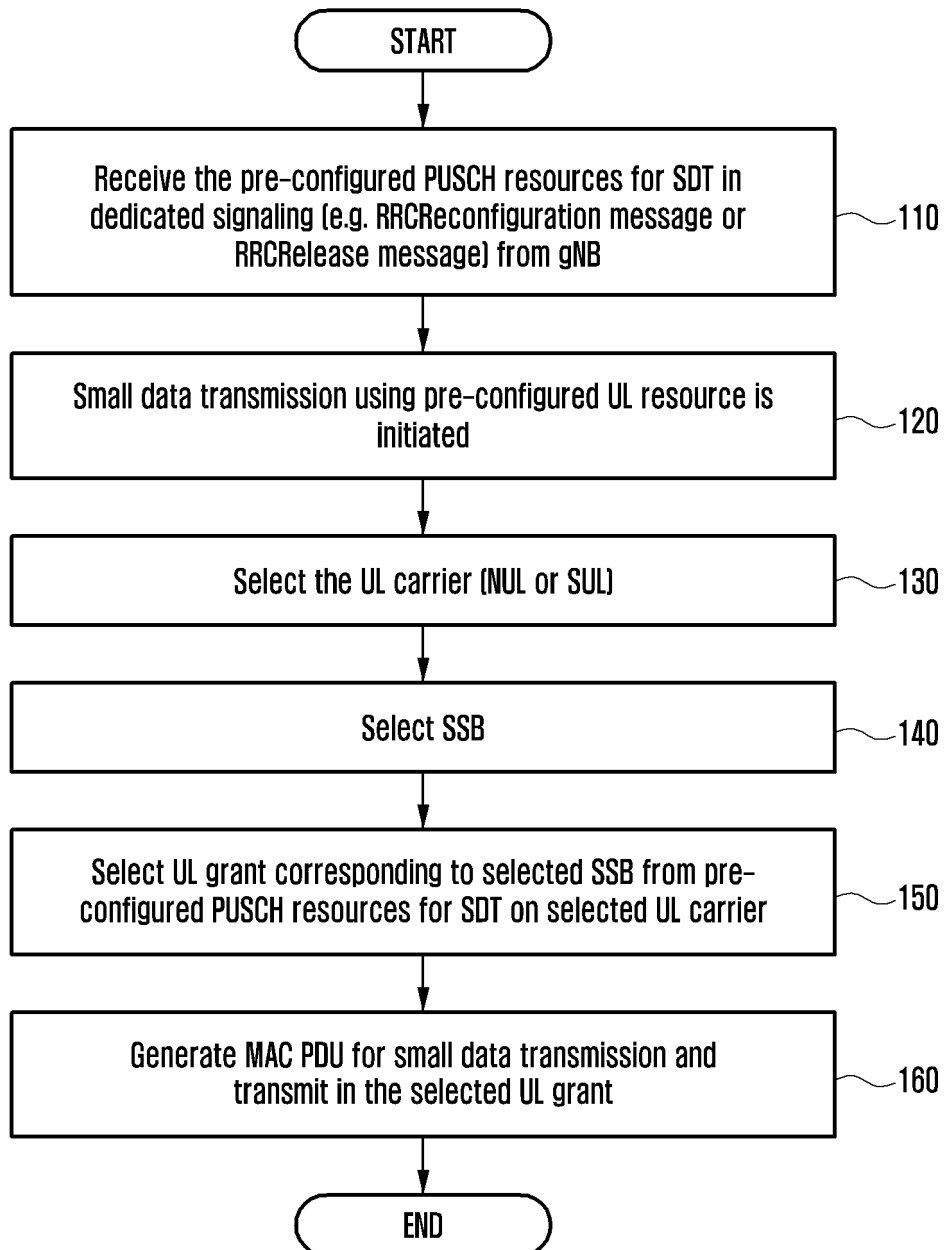 START
Receive the pre-configured PUSCH resources for SDT in
dedicated signaling (e.g. RRCReconfiguration message or
RRCRelease message) from gNB
110
Small data transmission using pre-configured UL resource is
initiated
120
Select the UL carrier (NUL or SUL)
130
Select SSB
140
Select UL grant corresponding to selected SSB from pre-
configured PUSCH resources for SDT on selected UL carrier
150
Generate MAC PDU for small data transmission and
transmit in the selected UL grant
160
END